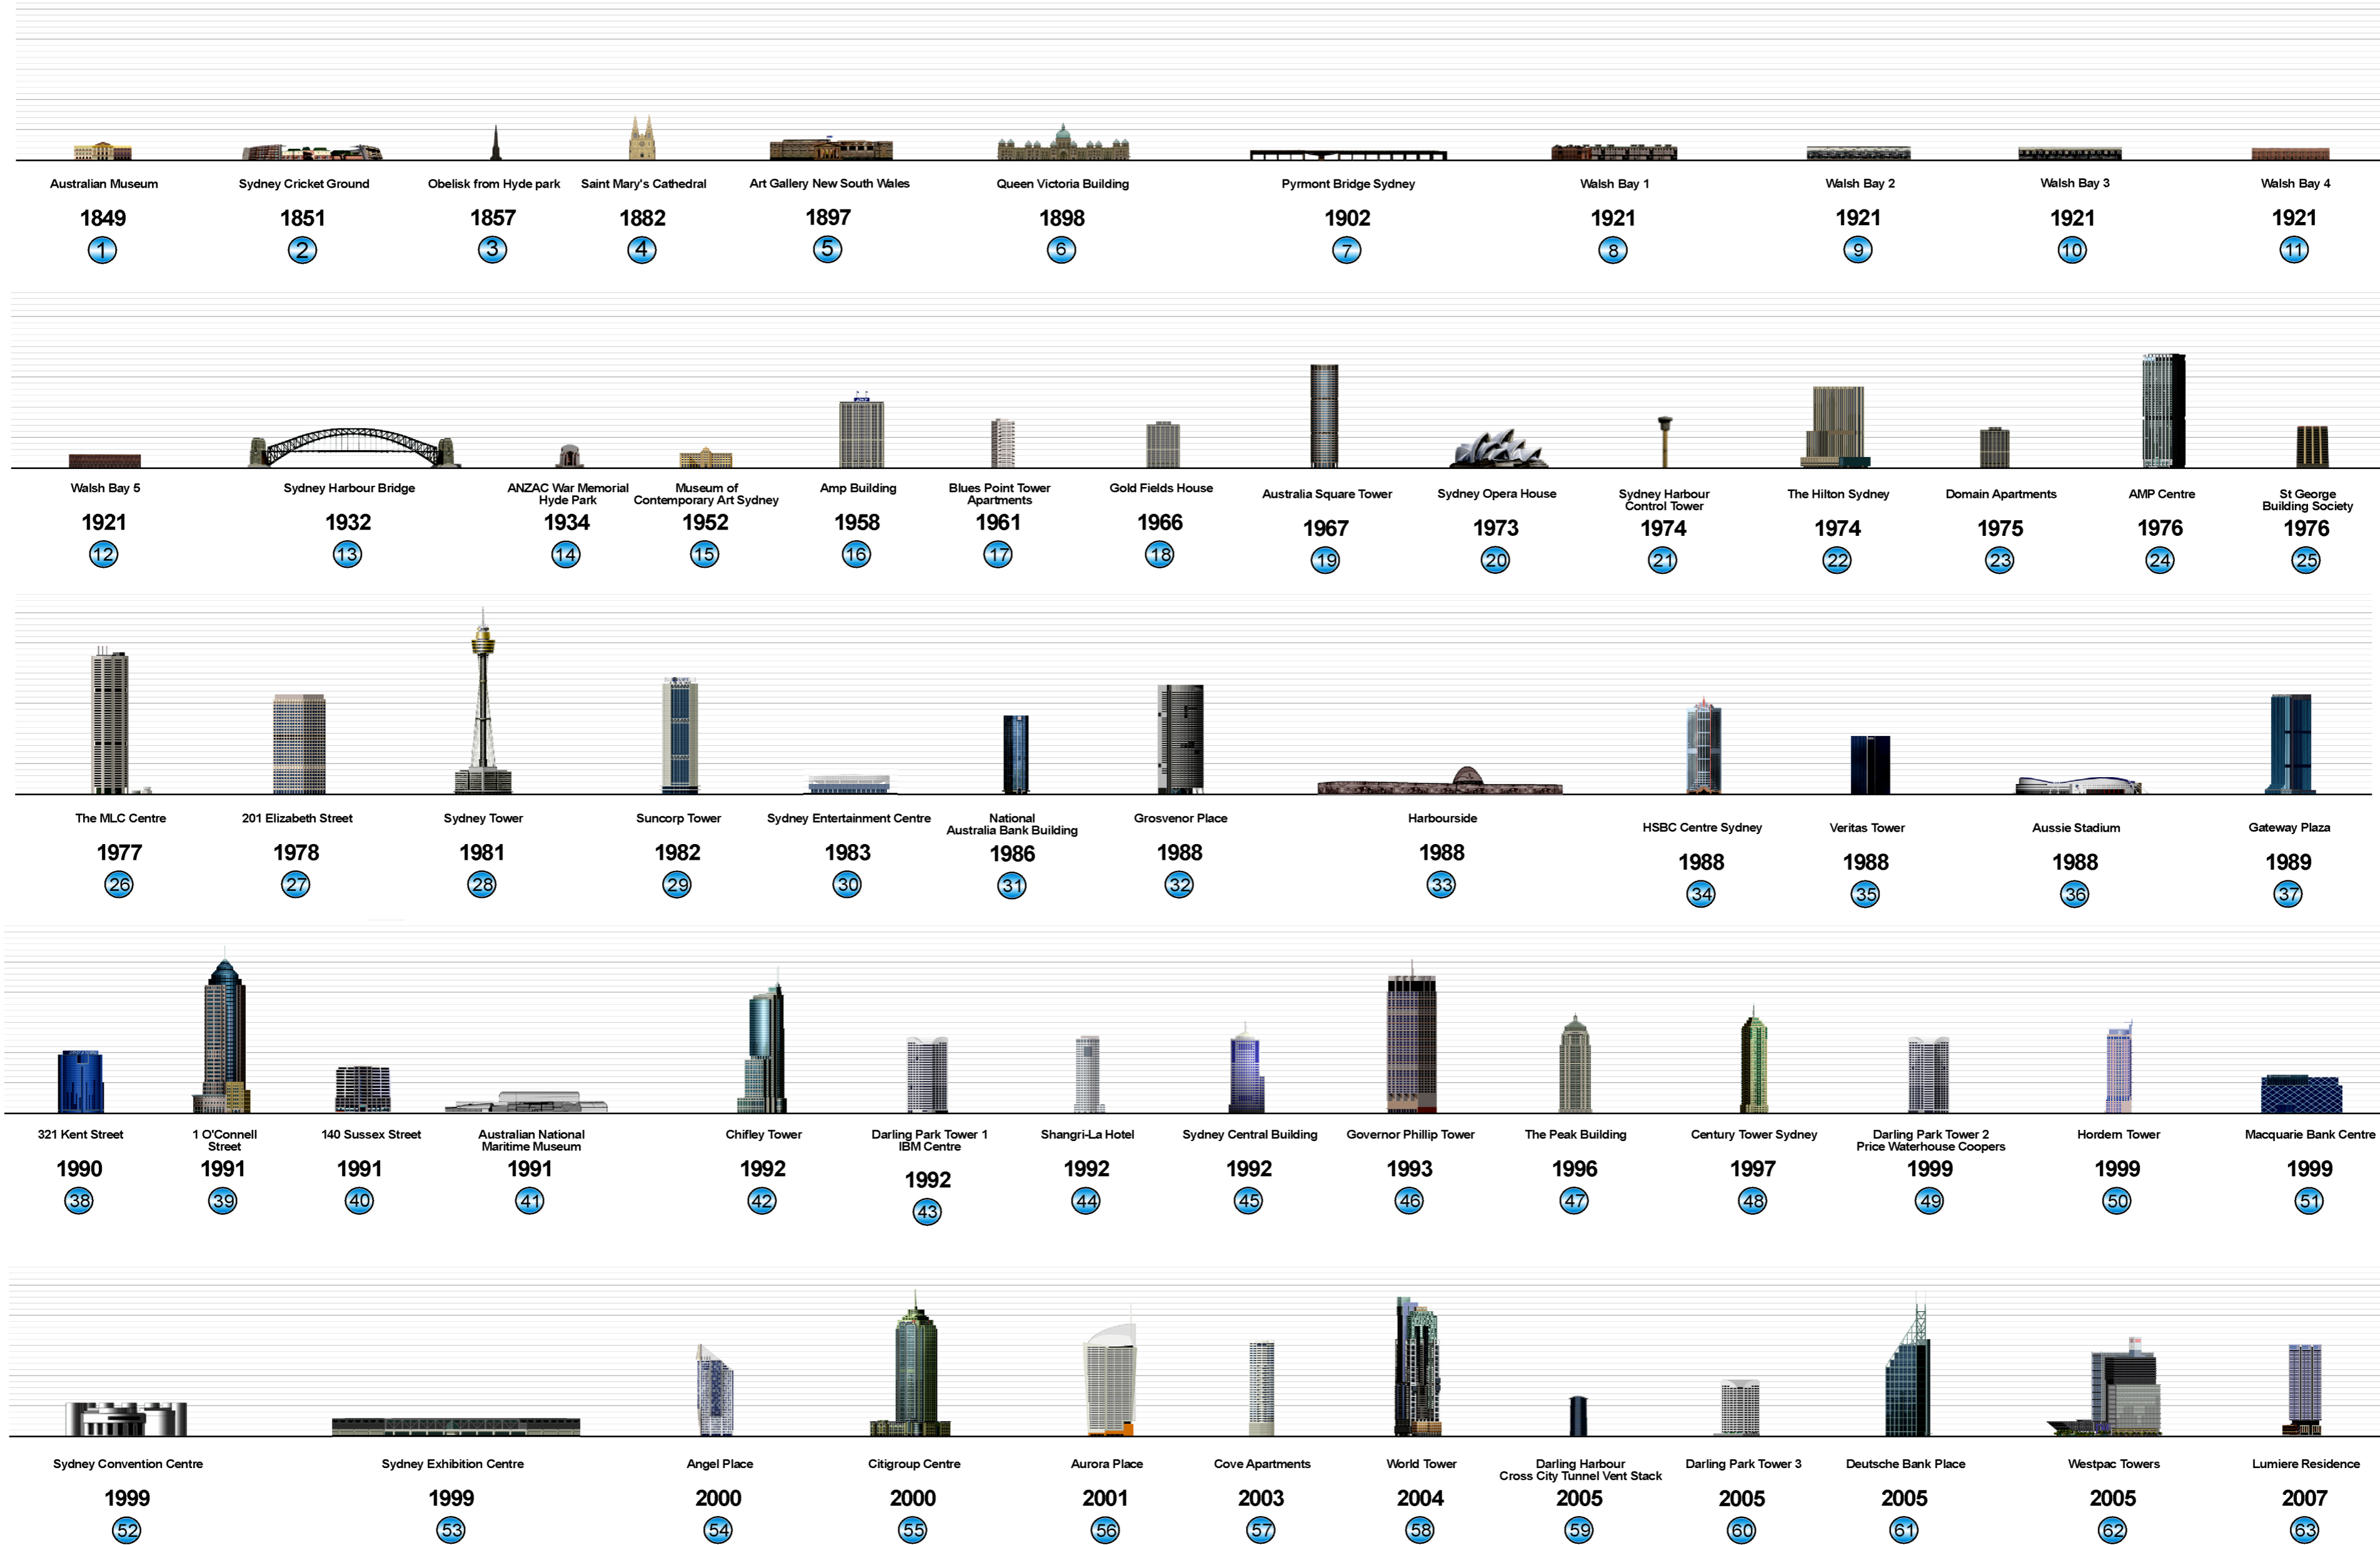 Australian Museum
1849
1
Sydney Cricket Ground
1851
2
Obelisk from Hyde park
1857
3
Saint Mary's Cathedral
1882
4
Art Gallery New South Wales
1897
5
Queen Victoria Building
1898
6
Pyrmont Bridge Sydney
1902
7
Walsh Bay 1
1921
8
Walsh Bay 2
1921
9
Walsh Bay 3
1921
10
Walsh Bay 4
1921
11
Walsh Bay 5
1921
12
Sydney Harbour Bridge
1932
13
ANZAC War Memorial
Hyde Park
1934
14
Museum of
Contemporary Art Sydney
1952
15
Amp Building
1958
16
Blues Point Tower
Apartments
1961
17
Gold Fields House
1966
18
Australia Square Tower
1967
19
Sydney Opera House
1973
20
Sydney Harbour
Control Tower
1974
21
The Hilton Sydney
1974
22
Domain Apartments
1975
23
AMP Centre
1976
24
St George
Building Society
1976
25
The MLC Centre
1977
26
201 Elizabeth Street
1978
27
Sydney Tower
1981
28
Suncorp Tower
1982
29
Sydney Entertainment Centre
1983
30
National
Australia Bank Building
1986
31
Grosvenor Place
1988
32
Harbourside
1988
33
HSBC Centre Sydney
1988
34
Veritas Tower
1988
35
Aussie Stadium
1988
36
Gateway Plaza
1989
37
321 Kent Street
1990
38
1 O'Connell
Street
1991
39
140 Sussex Street
1991
40
Australian National
Maritime Museum
1991
41
Chifley Tower
1992
42
Darling Park Tower 1
IBM Centre
1992
43
Shangri-La Hotel
1992
44
Sydney Central Building
1992
45
Governor Phillip Tower
1993
46
The Peak Building
1996
47
Century Tower Sydney
1997
48
Darling Park Tower 2
Price Waterhouse Coopers
1999
49
Hordern Tower
1999
50
Macquarie Bank Centre
1999
51
Sydney Convention Centre
1999
52
Sydney Exhibition Centre
1999
53
Angel Place
2000
54
Citigroup Centre
2000
55
Aurora Place
2001
56
Cove Apartments
2003
57
World Tower
2004
58
Darling Harbour
Cross City Tunnel Vent Stack
2005
59
Darling Park Tower 3
2005
60
Deutsche Bank Place
2005
61
Westpac Towers
2005
62
Lumiere Residence
2007
63